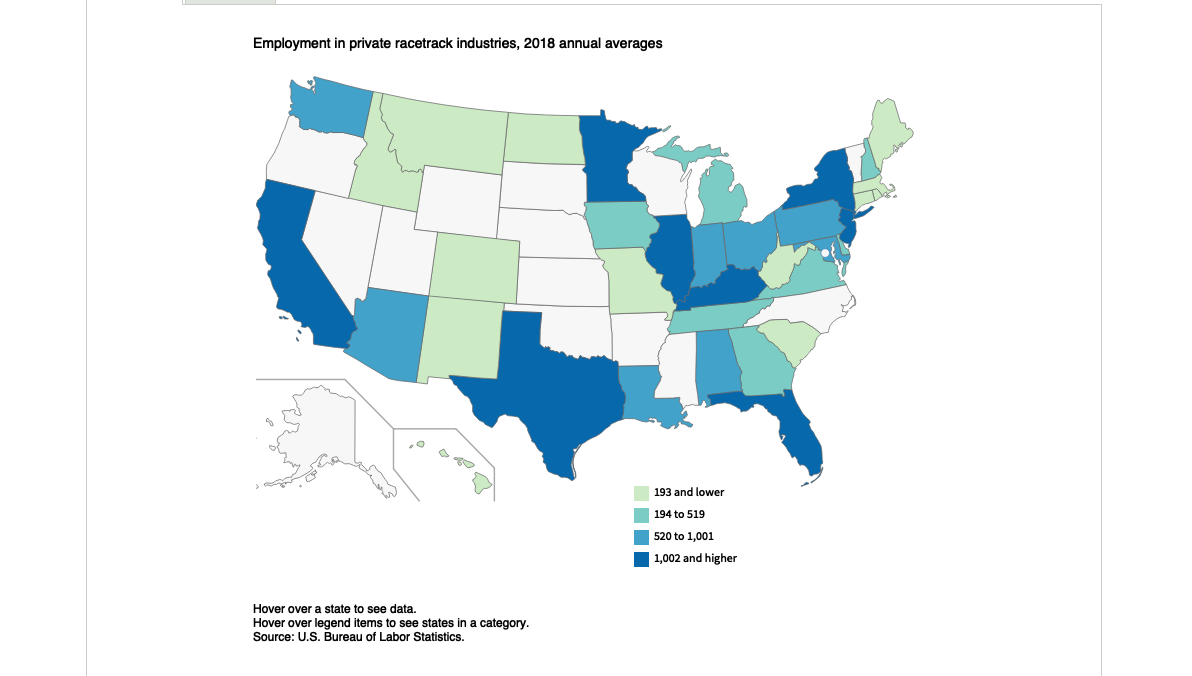 Employment in private racetrack industries, 2018 annual averages
193 and lower
194 to 519
520 to 1,001
1,002 and higher
Hover over a state to see data.
Hover over legend items to see states in a category.
Source: U.S. Bureau of Labor Statistics.